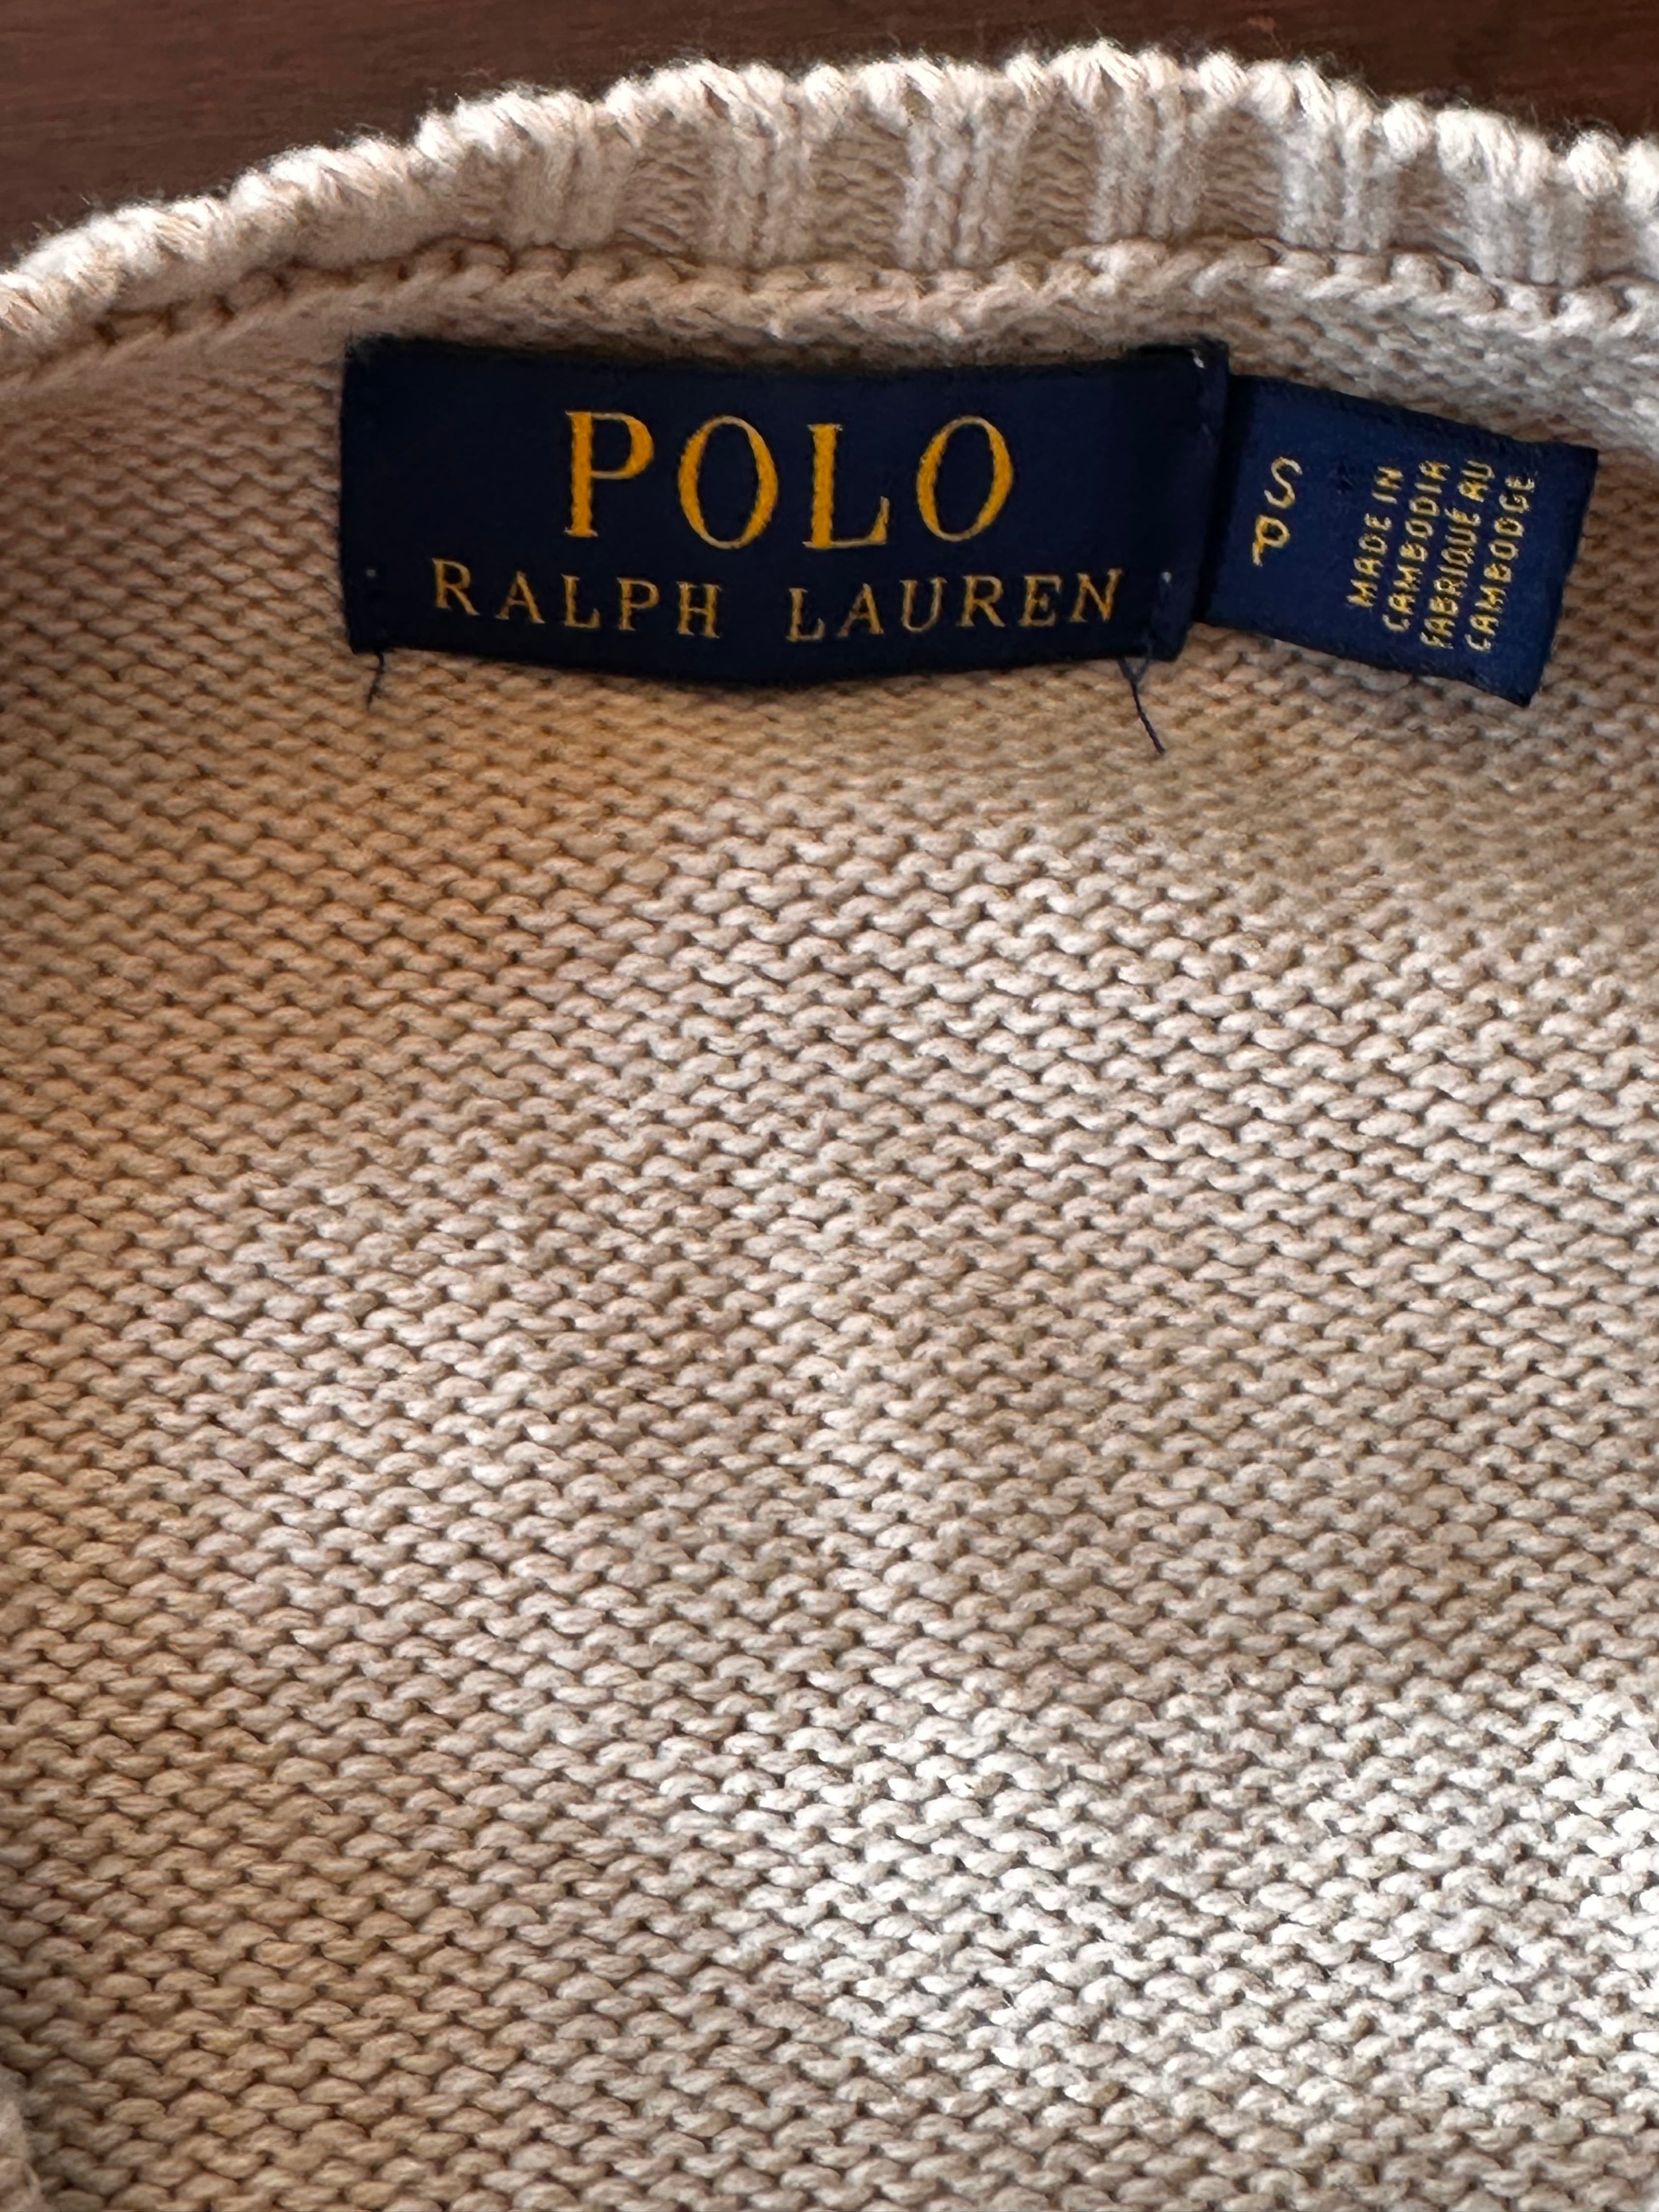 POLO
RALPH LAUREN
S
P
MADE IN
CAMBODIA
FABRIQUÉ AU
CAMBODGE